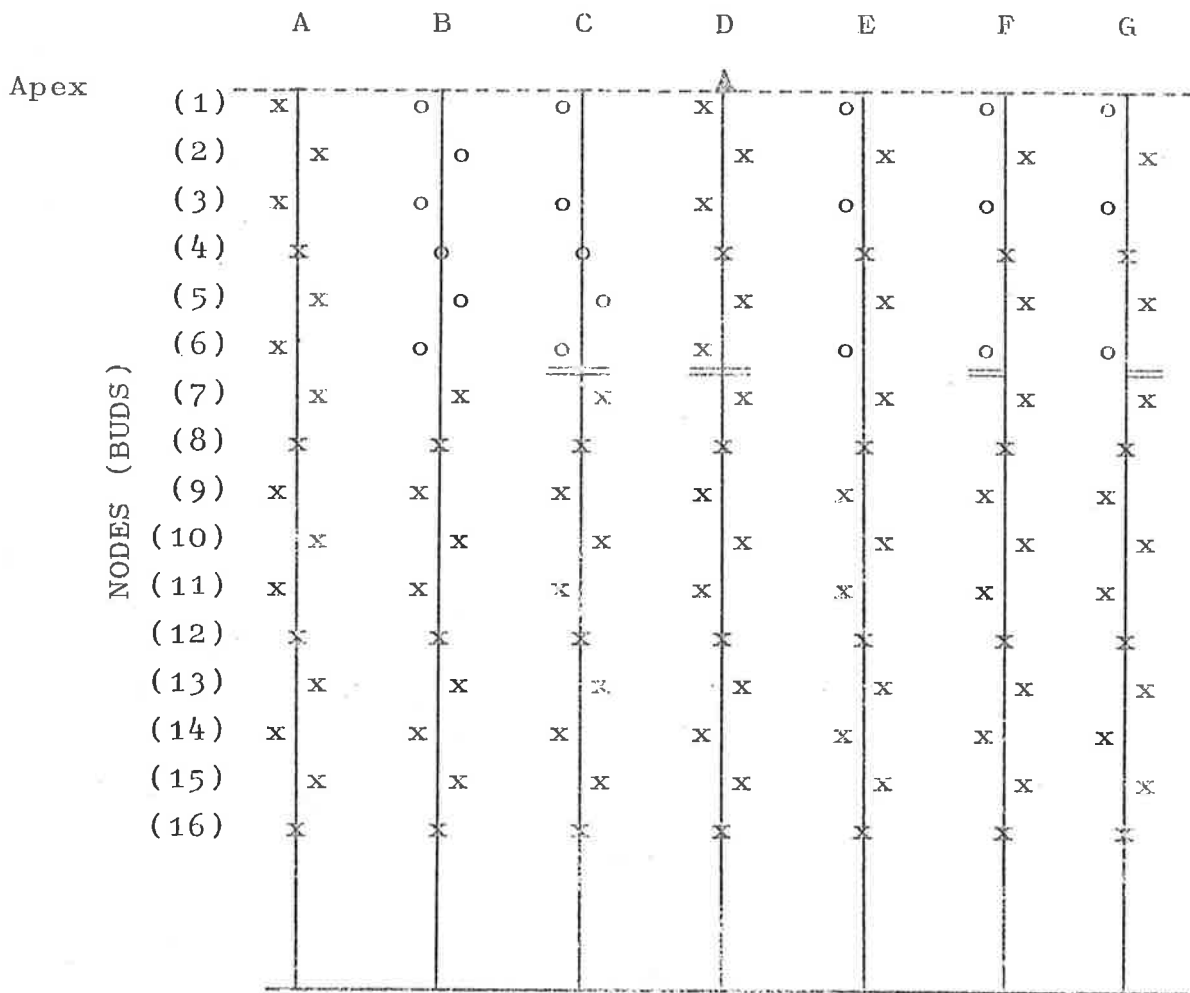 A B C D E F G
Apex
(1) x o o x o o o
(2) x o x x x x
(3) x o o x o o o
(4) x o o x x x x
(5) x o o x x x x
(6) x o o x o o o
(7) x x x x x x x
(8) x x x x x x x
(9) x x x x x x x
(10) x x x x x x x
(11) x x x x x x x
(12) x x x x x x x
(13) x x x x x x x
(14) x x x x x x x
(15) x x x x x x x
(16) x x x x x x x
NODES (BUDS)